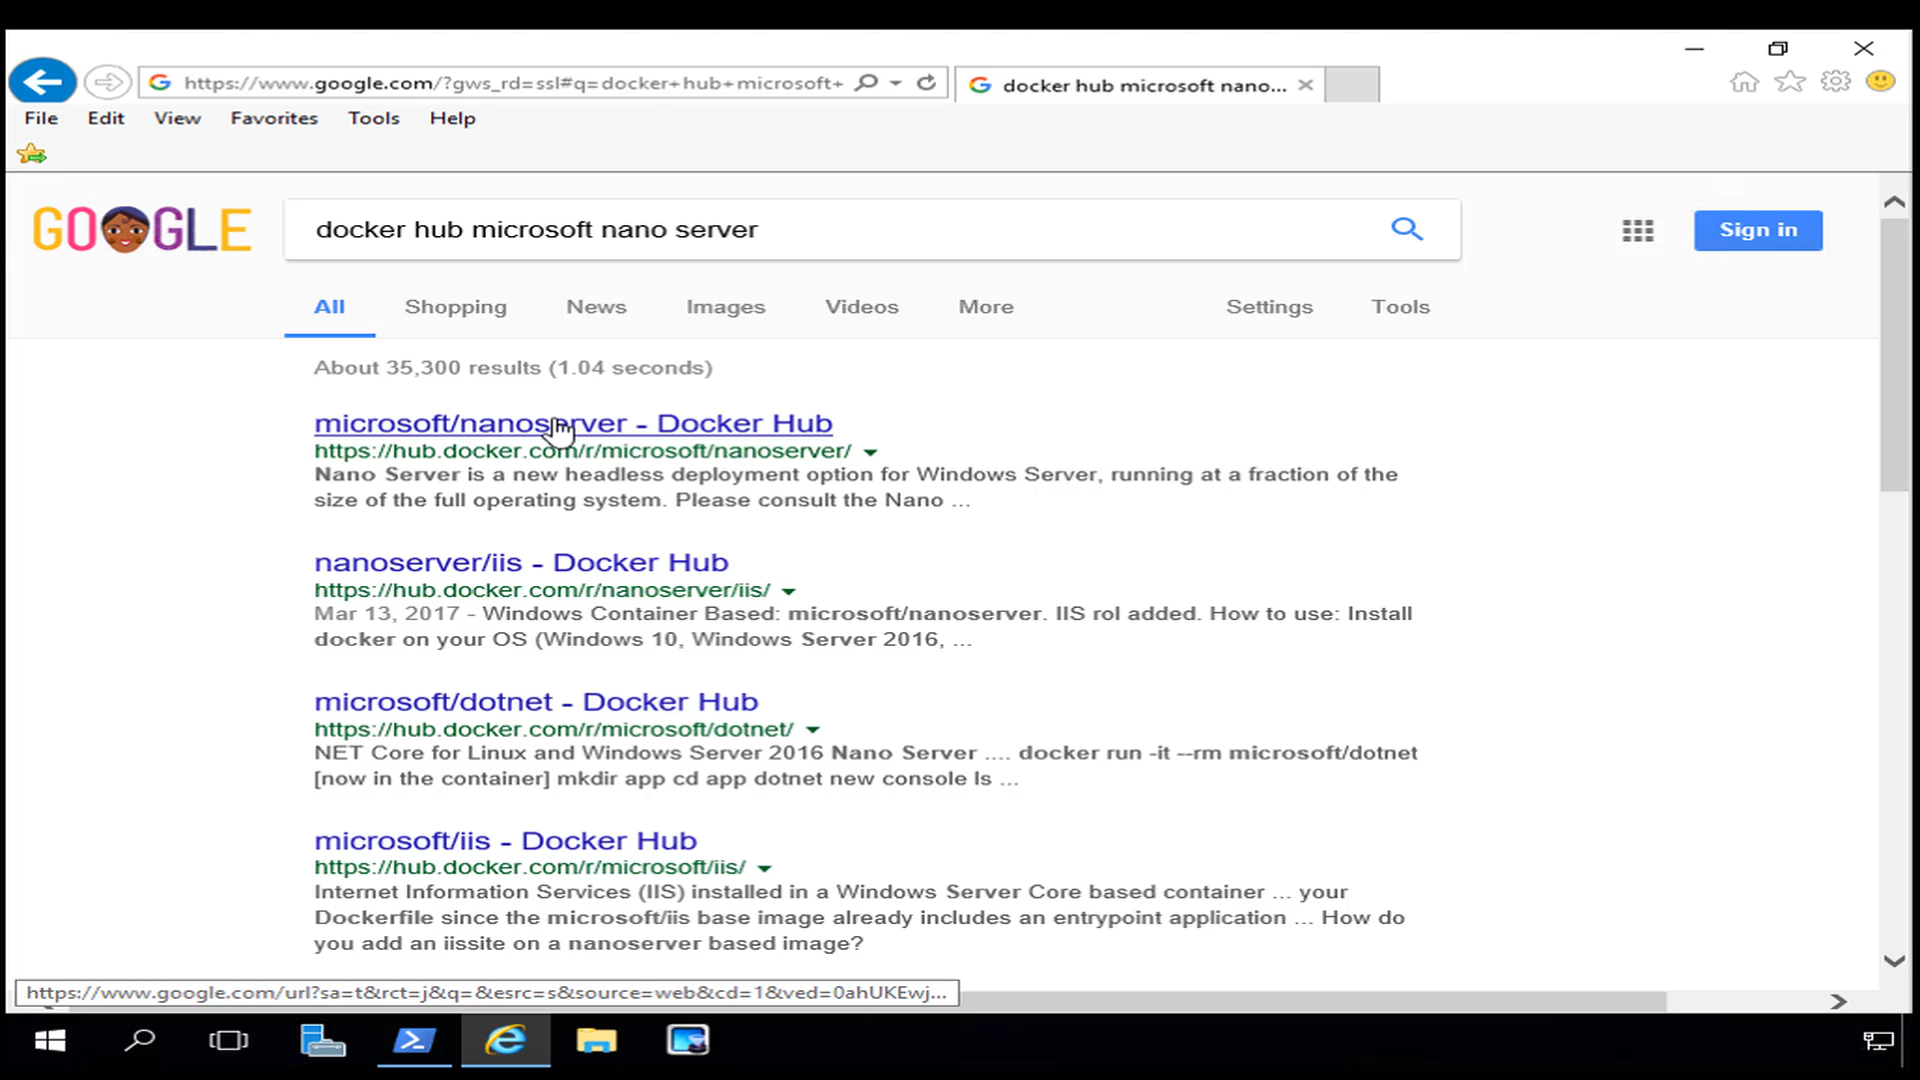 https://www.google.com/?gws_rd=ssl#q=docker+hub+microsoft+
docker hub microsoft nano...
File Edit View Favorites Tools Help
GOOGLE
docker hub microsoft nano server
Sign in
All Shopping News Images Videos More Settings Tools
About 35,300 results (1.04 seconds)
microsoft/nanoserver - Docker Hub
https://hub.docker.com/r/microsoft/nanoserver/
Nano Server is a new headless deployment option for Windows Server, running at a fraction of the
size of the full operating system. Please consult the Nano ...
nanoserver/iis - Docker Hub
https://hub.docker.com/r/nanoserver/iis/
Mar 13, 2017 - Windows Container Based: microsoft/nanoserver. IIS rol added. How to use: Install
docker on your OS (Windows 10, Windows Server 2016, ...
microsoft/dotnet - Docker Hub
https://hub.docker.com/r/microsoft/dotnet/
NET Core for Linux and Windows Server 2016 Nano Server .... docker run -it --rm microsoft/dotnet
[now in the container] mkdir app cd app dotnet new console ls ...
microsoft/iis - Docker Hub
https://hub.docker.com/r/microsoft/iis/
Internet Information Services (IIS) installed in a Windows Server Core based container ... your
Dockerfile since the microsoft/iis base image already includes an entrypoint application ... How do
you add an iissite on a nanoserver based image?
https://www.google.com/url?sa=t&rct=j&q=&esrc=s&source=web&cd=1&ved=0ahUKEwj...